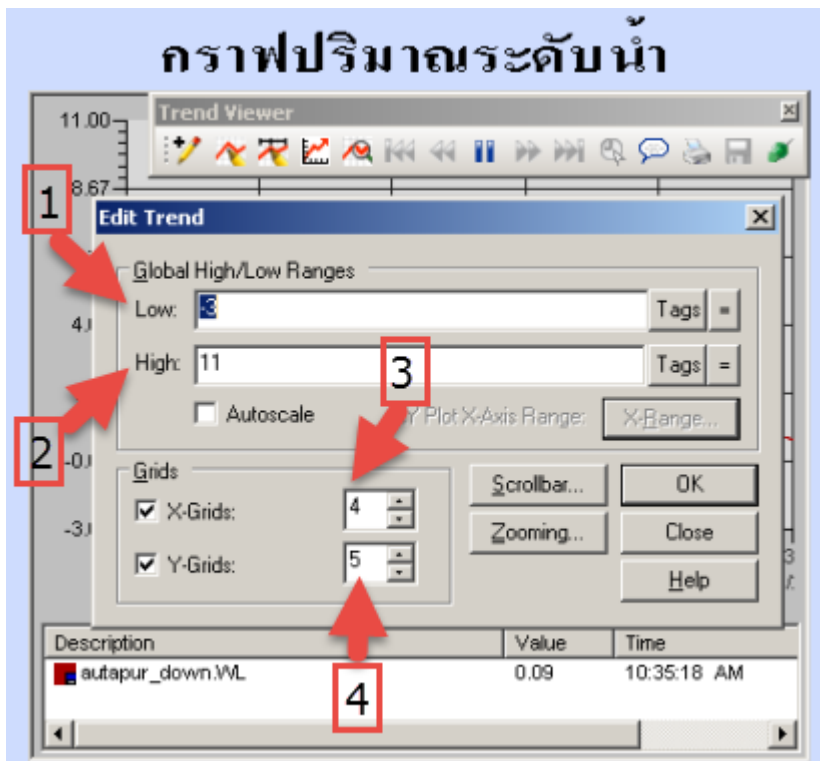 กราฟปริมาณระดับน้ำ
Trend Viewer
11.00
8.67
1
Edit Trend
Global High/Low Ranges
Low: -3 Tags =
High: 11 Tags =
3
2
Autoscale Plot X-Axis Range: X-Range...
Grids
X-Grids: 4
Y-Grids: 5
Scrollbar... OK
Zooming... Close
Help
4
Description Value Time
autapur_down.WL 0.09 10:35:18 AM